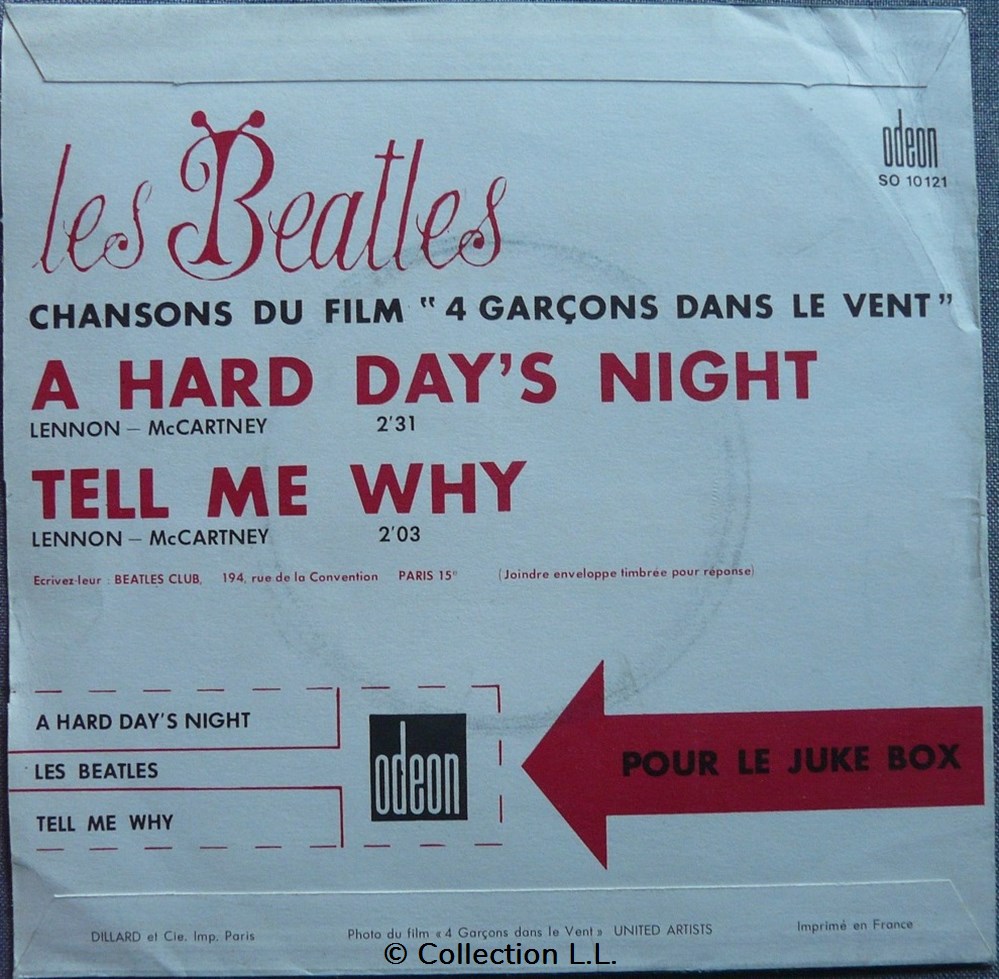 odeon
SO 10121
les Beatles
CHANSONS DU FILM “4 GARÇONS DANS LE VENT”
A HARD DAY'S NIGHT
LENNON – McCARTNEY 2'31
TELL ME WHY
LENNON – McCARTNEY 2'03
Ecrivez-leur : BEATLES CLUB, 194, rue de la Convention PARIS 15e (Joindre enveloppe timbrée pour réponse)
A HARD DAY'S NIGHT
LES BEATLES
TELL ME WHY
odeon
POUR LE JUKE BOX
DILLARD et Cie. Imp. Paris Photo du film «4 Garçons dans le Vent» UNITED ARTISTS Imprimé en France
© Collection L.L.